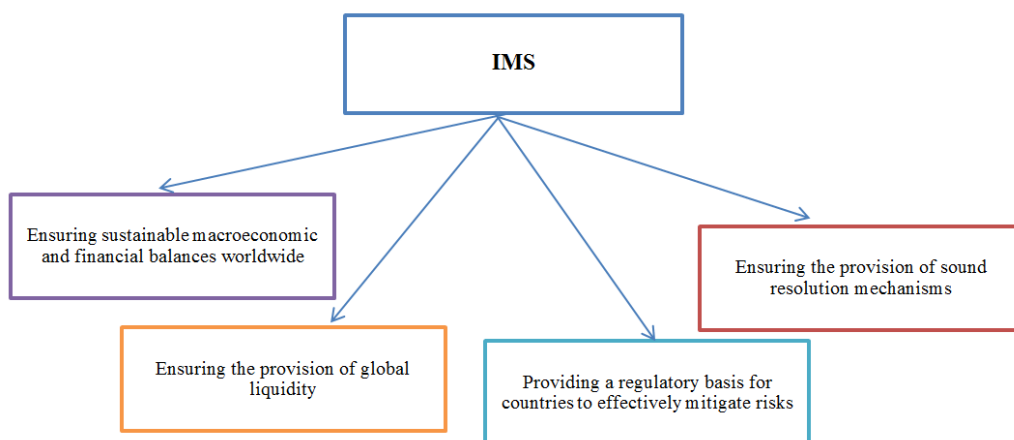 IMS
Ensuring sustainable macroeconomic
and financial balances worldwide
Ensuring the provision of global
liquidity
Providing a regulatory basis for
countries to effectively mitigate risks
Ensuring the provision of sound
resolution mechanisms